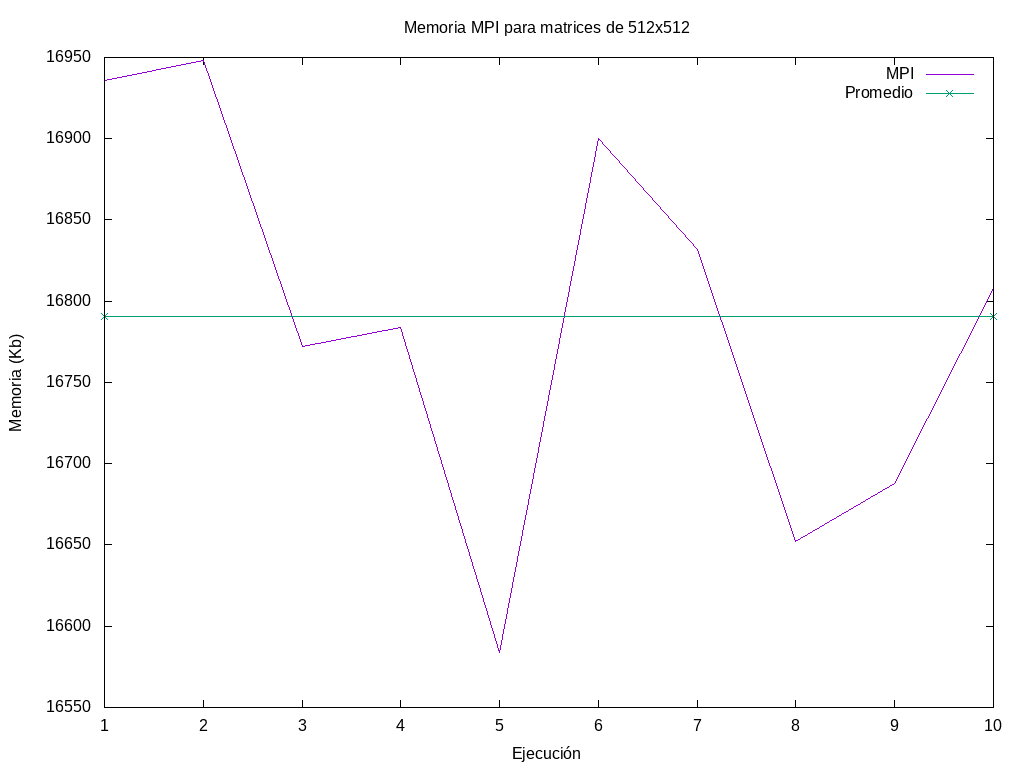 Memoria MPI para matrices de 512x512
MPI
Promedio
16950
16900
16850
16800
16750
16700
16650
16600
16550
Memoria (Kb)
1 2 3 4 5 6 7 8 9 10
Ejecución